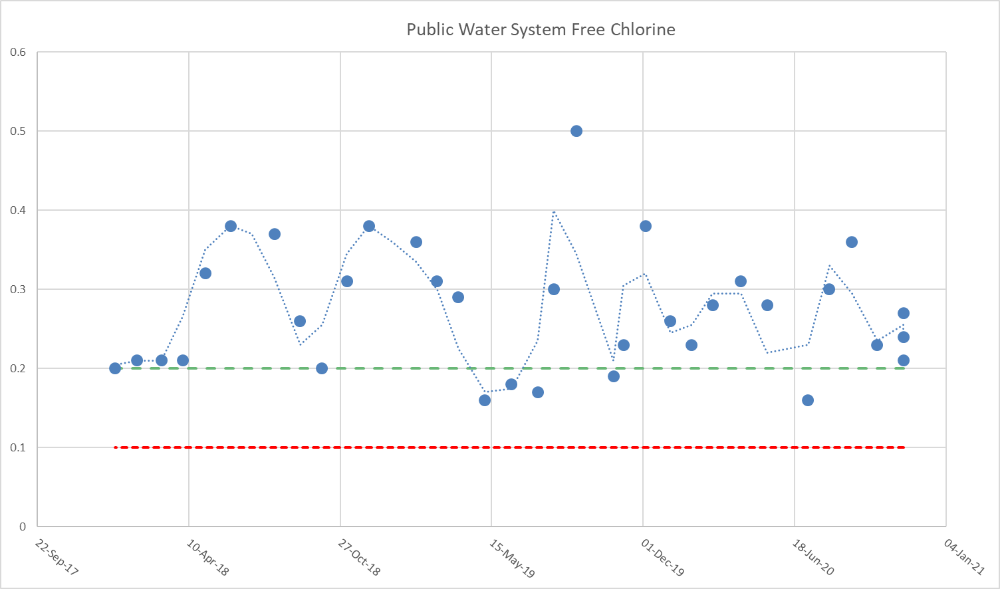 Public Water System Free Chlorine
0.6
0.5
0.4
0.3
0.2
0.1
0
22-Sep-17
10-Apr-18
27-Oct-18
15-May-19
01-Dec-19
18-Jun-20
04-Jan-21